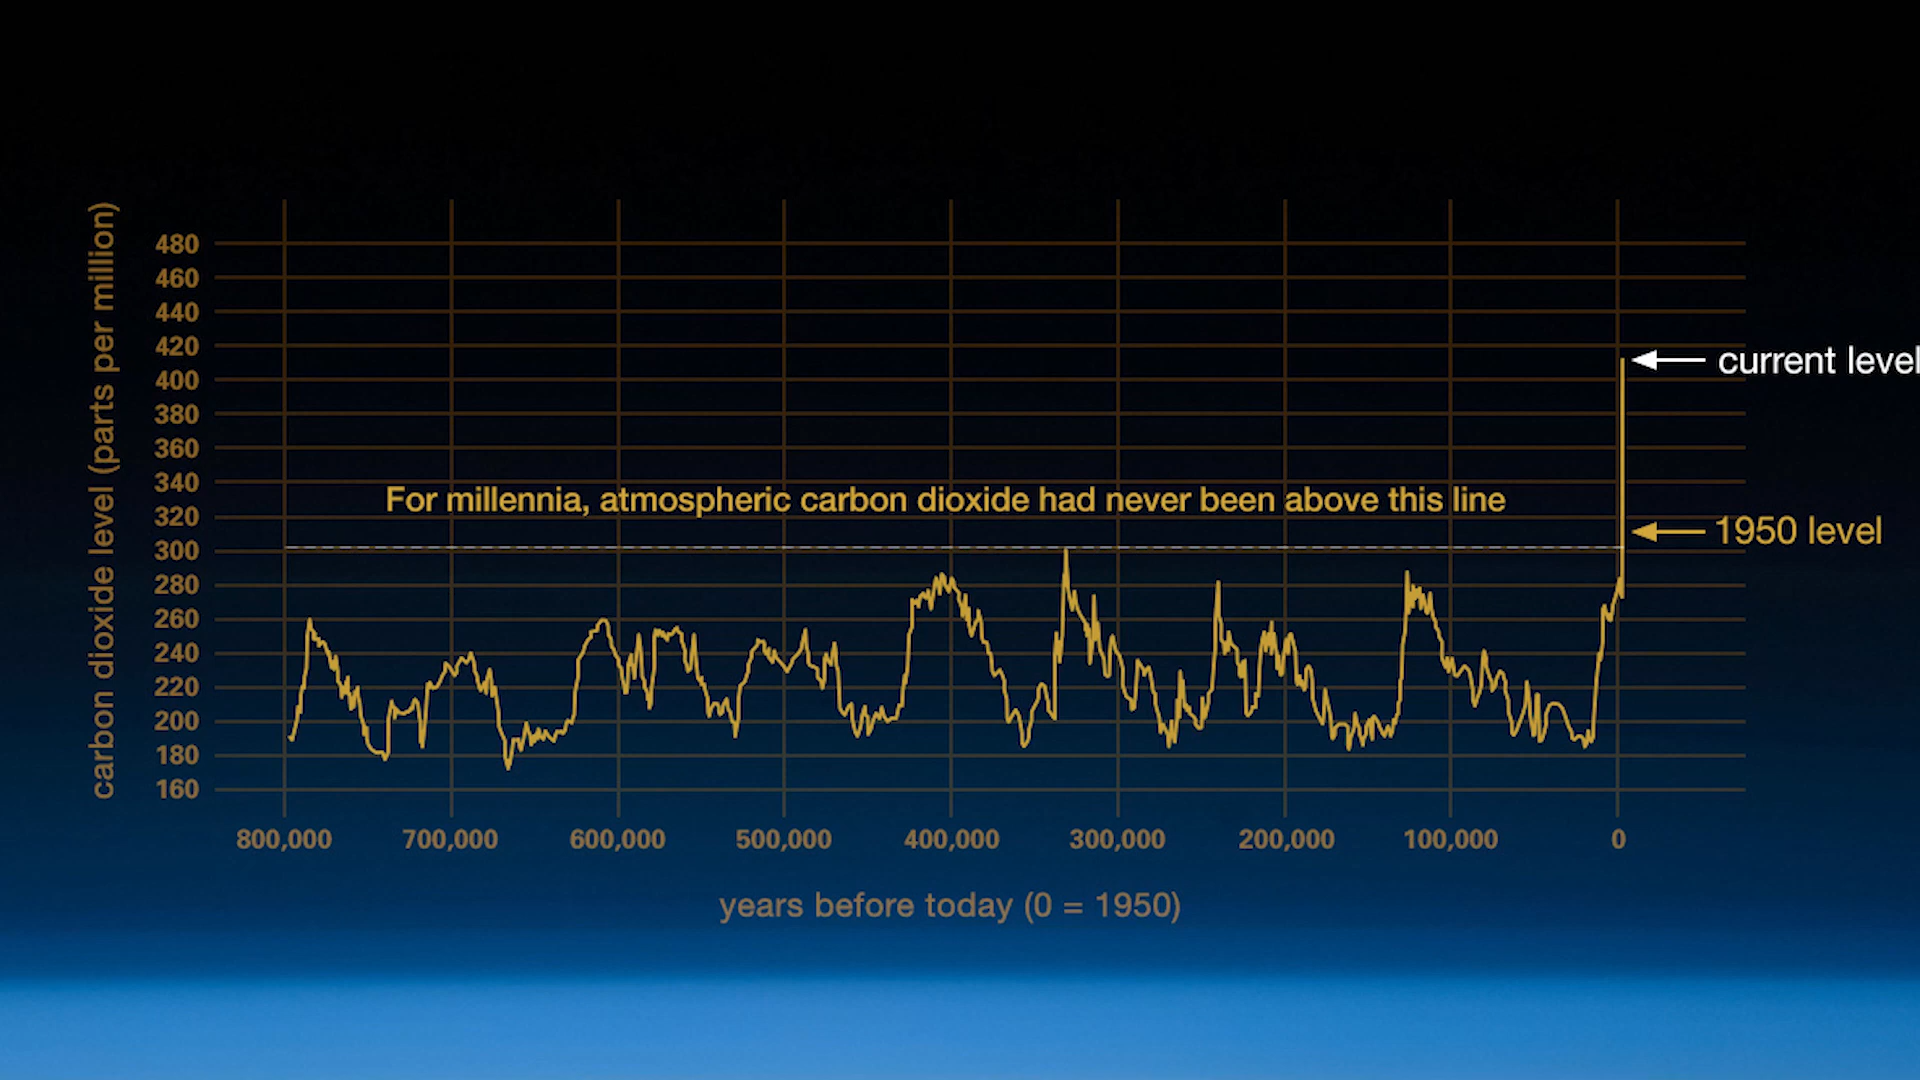 carbon dioxide level (parts per million)
480
460
440
420
400
380
360
340
320
300
280
260
240
220
200
180
160
current level
For millennia, atmospheric carbon dioxide had never been above this line
1950 level
800,000 700,000 600,000 500,000 400,000 300,000 200,000 100,000 0
years before today (0 = 1950)